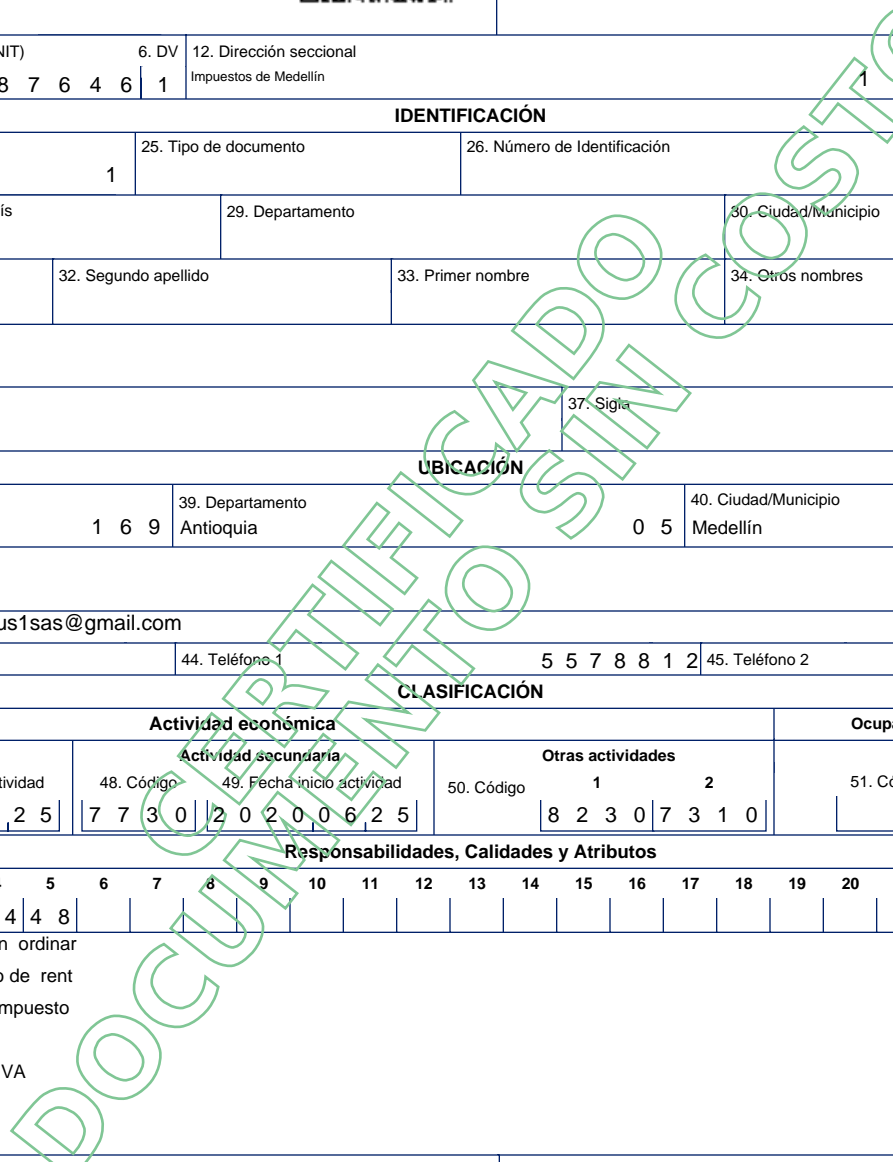 NIT) 6. DV 12. Dirección seccional
8 7 6 4 6 1 Impuestos de Medellín 1
IDENTIFICACIÓN
25. Tipo de documento 26. Número de Identificación
1
ís 29. Departamento 30. Ciudad/Municipio
32. Segundo apellido 33. Primer nombre 34. Otros nombres
37. Sigla
UBICACIÓN
39. Departamento 40. Ciudad/Municipio
1 6 9 Antioquia 0 5 Medellín
us1sas@gmail.com
44. Teléfono 1 5 5 7 8 8 1 2 45. Teléfono 2
CLASIFICACIÓN
Actividad económica Ocupa
Actividad secundaria Otras actividades
tividad 48. Código 49. Fecha inicio actividad 50. Código 1 2 51. Có
2 5 7 7 3 0 2 0 2 0 0 6 2 5 8 2 3 0 7 3 1 0
Responsabilidades, Calidades y Atributos
5 6 7 8 9 10 11 12 13 14 15 16 17 18 19 20
4 4 8
n ordinar
o de rent
mpuesto
VA
CERTIFICADO
DOCUMENTO SIN COSTO